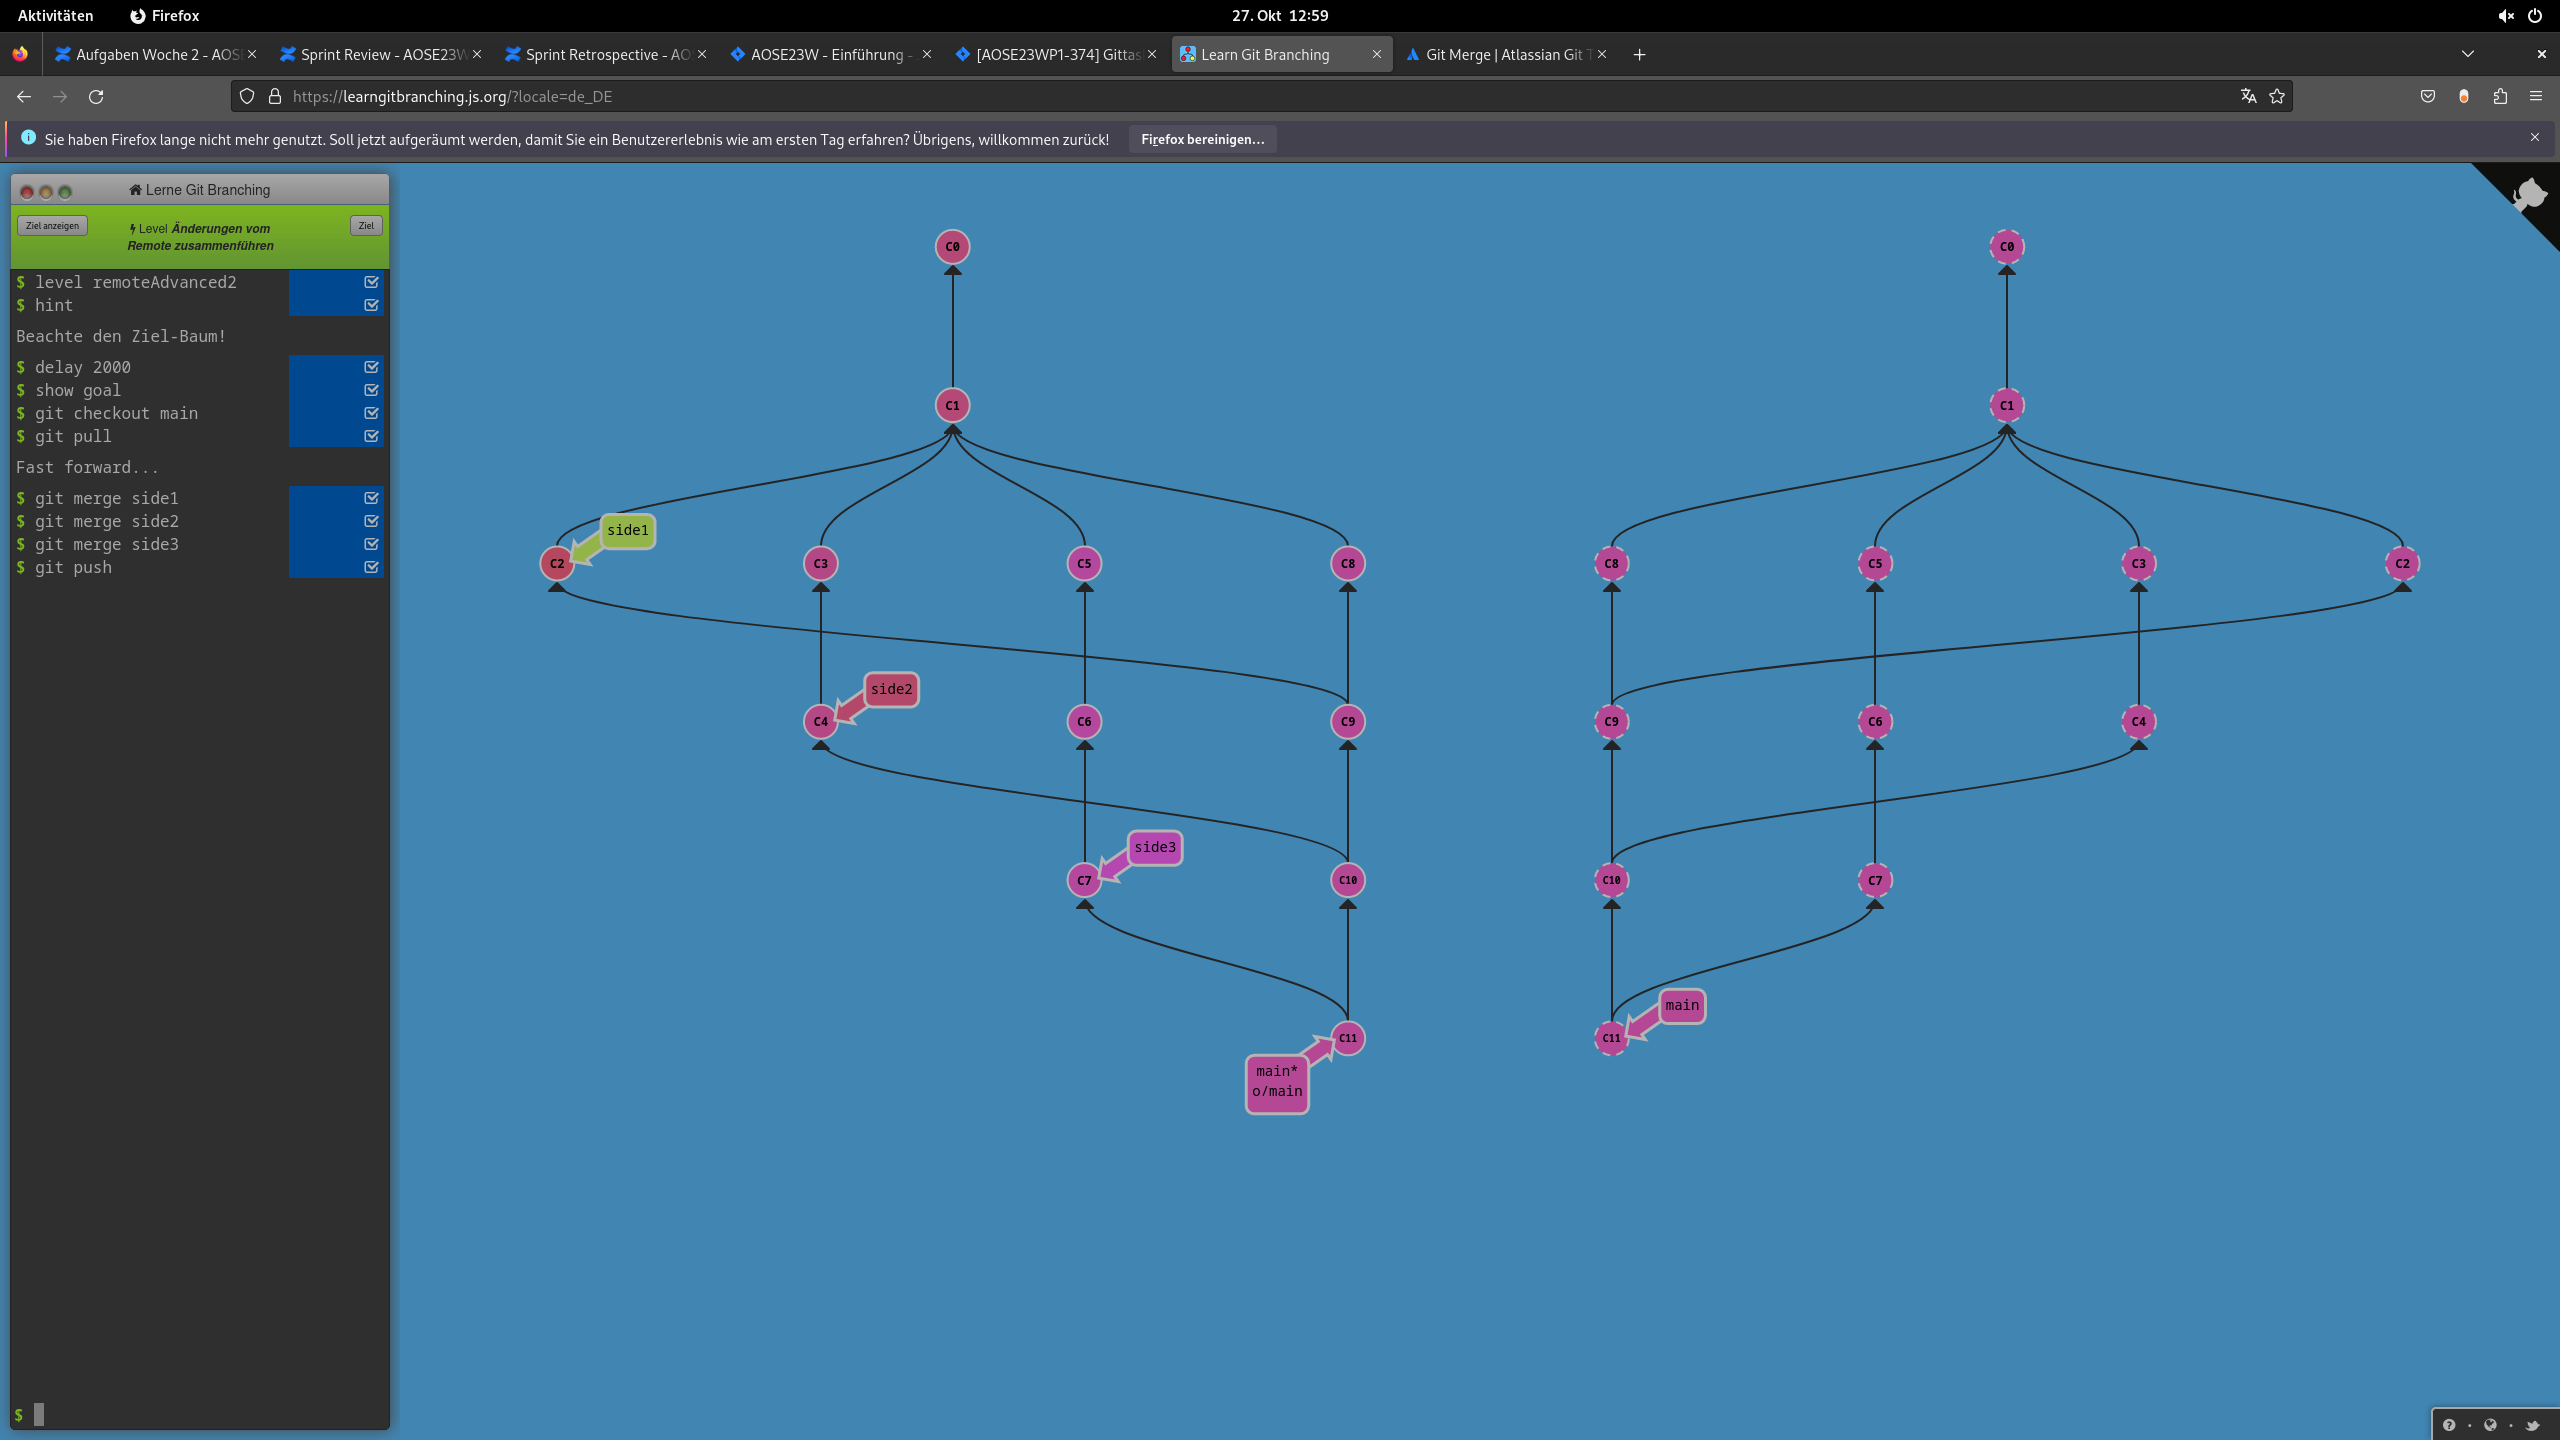 Aktivitäten Firefox 27. Okt 12:59
Aufgaben Woche 2 - AOS Sprint Review - AOSE23W Sprint Retrospective - AO AOSE23W - Einführung - [AOSE23WP1-374] Gittas Learn Git Branching Git Merge | Atlassian Git T
https://learngitbranching.js.org/?locale=de_DE
Sie haben Firefox lange nicht mehr genutzt. Soll jetzt aufgeräumt werden, damit Sie ein Benutzererlebnis wie am ersten Tag erfahren? Übrigens, willkommen zurück! Firefox bereinigen...
Lerne Git Branching
Ziel anzeigen
Level Änderungen vom
Remote zusammenführen
Ziel
$ level remoteAdvanced2
$ hint
Beachte den Ziel-Baum!
$ delay 2000
$ show goal
$ git checkout main
$ git pull
Fast forward...
$ git merge side1
$ git merge side2
$ git merge side3
$ git push
$
C0 C0
C1 C1
side1
C2 C3 C5 C8 C8 C5 C3 C2
side2
C4 C6 C9 C9 C6 C4
side3
C7 C10 C10 C7
main
C11 C11
main*
o/main